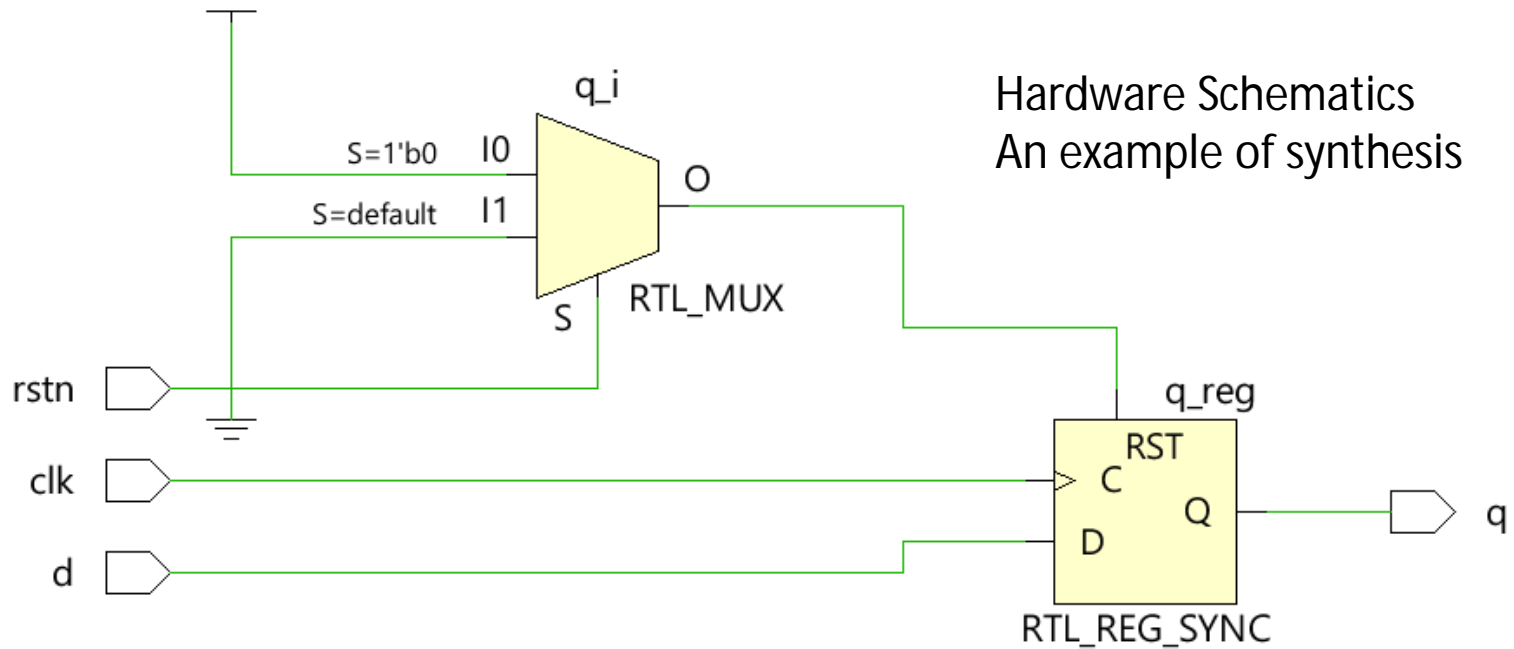 Hardware Schematics
An example of synthesis
q_i
S=1'b0 I0
S=default I1
O
S
RTL_MUX
rstn
clk
d
q_reg
RST
C
Q
D
q
RTL_REG_SYNC